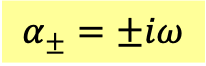 α± = ±iω